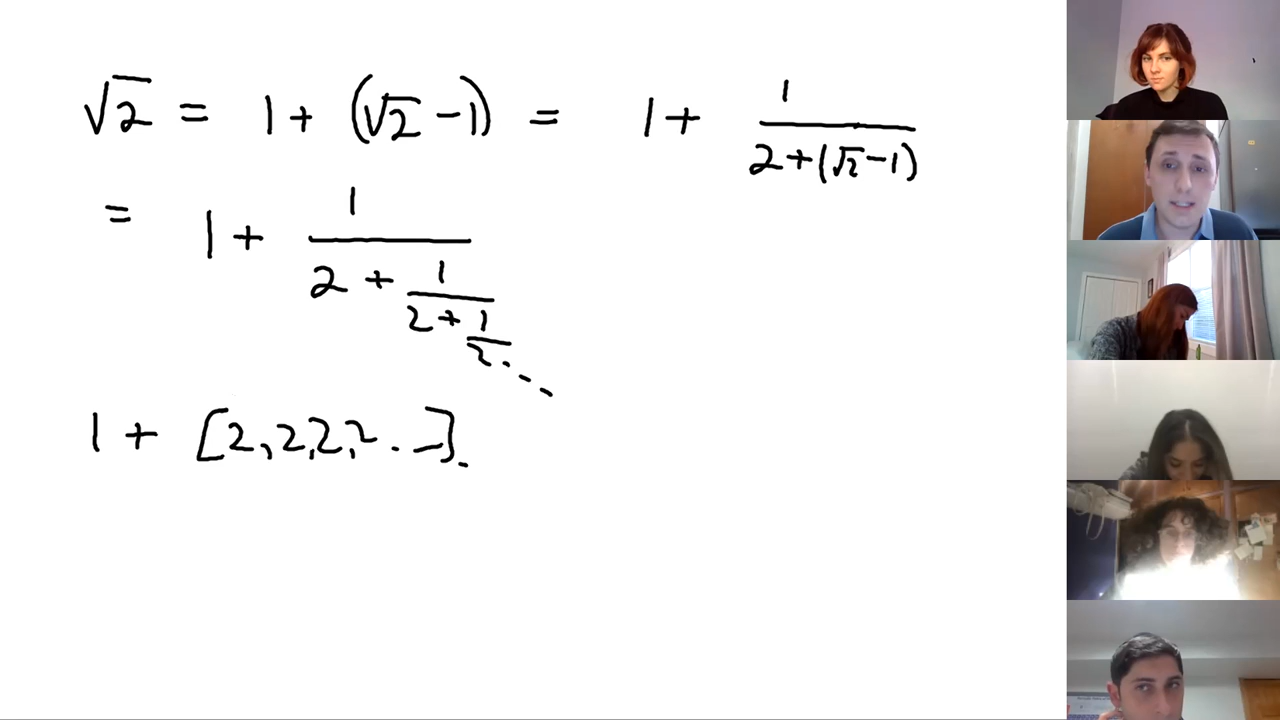 √2 = 1 + (√2 - 1) = 1 + 1/(2 + (√2 - 1))
= 1 + 1/(2 + 1/(2 + 1/2...
1 + [2,2,2,2...].